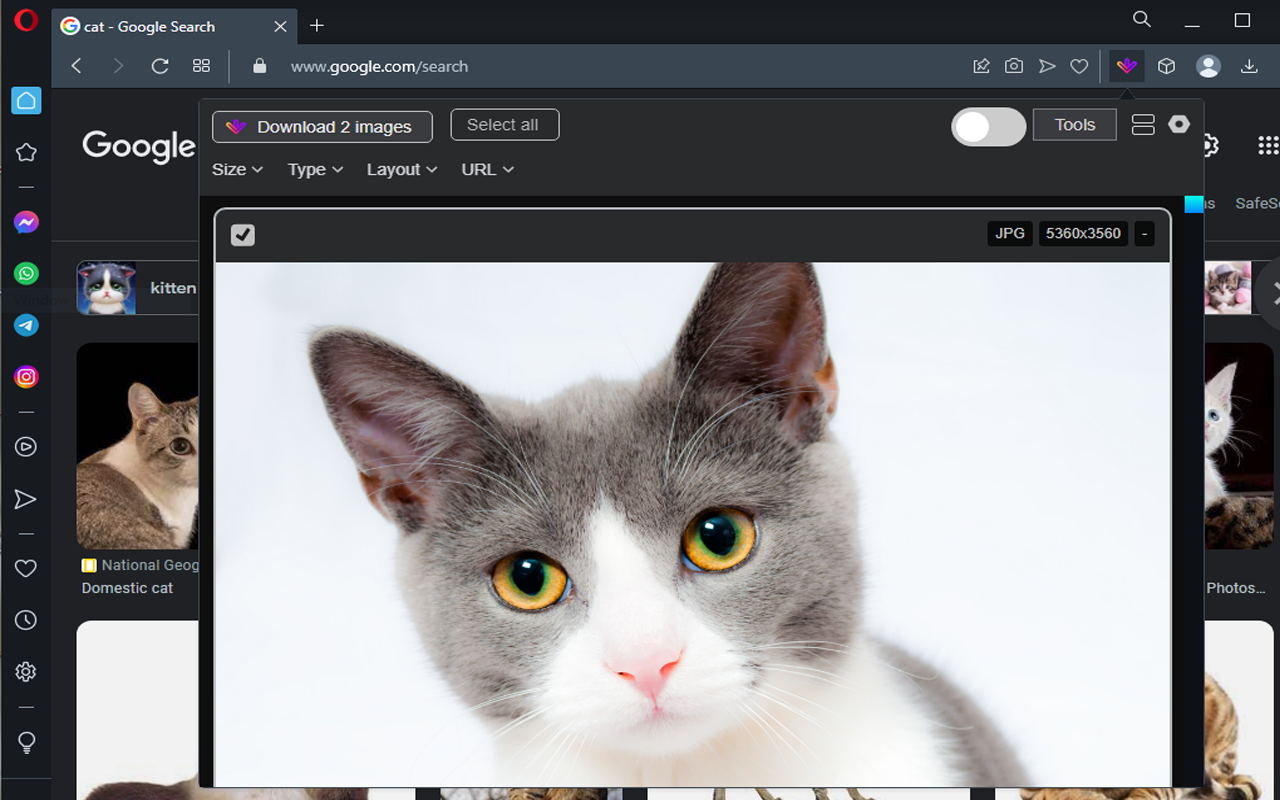 cat - Google Search
www.google.com/search
Google
Download 2 images
Select all
Tools
Size
Type
Layout
URL
SafeSe
JPG
5360x3560
-
kitten
National Geog
Domestic cat
Photos...